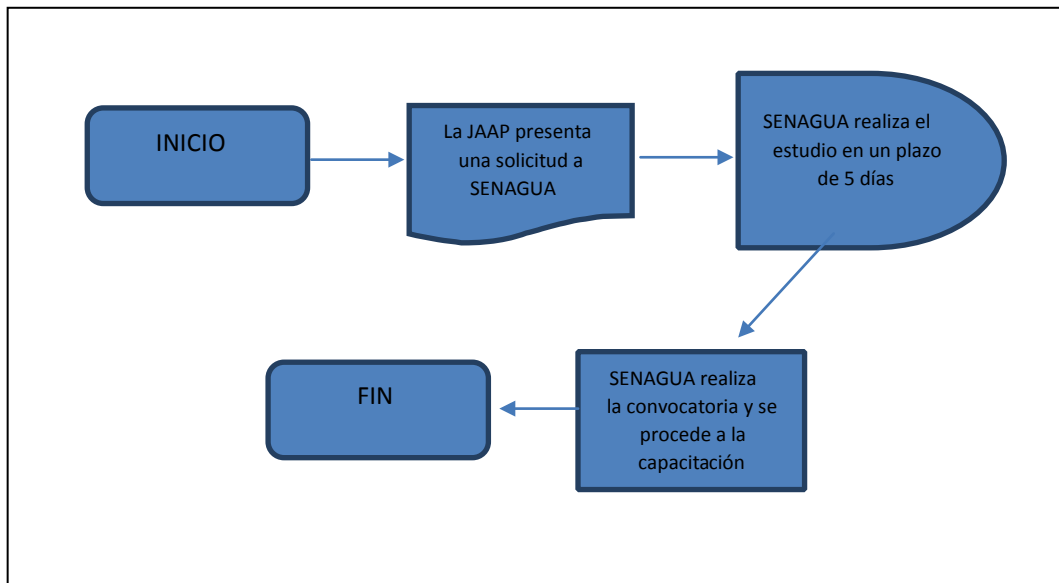 INICIO
La JAAP presenta
una solicitud a
SENAGUA
SENAGUA realiza el
estudio en un plazo
de 5 días
SENAGUA realiza
la convocatoria y se
procede a la
capacitación
FIN